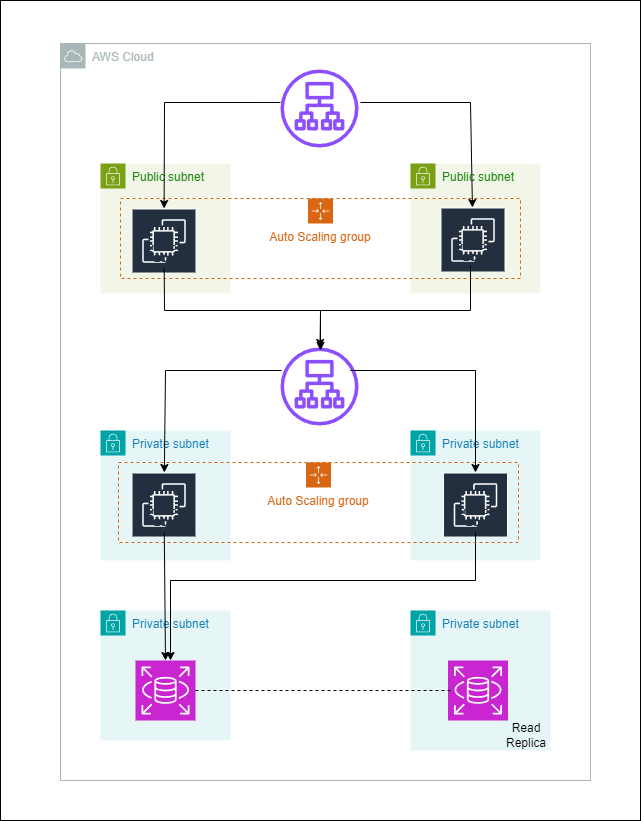 AWS Cloud
Public subnet
Public subnet
Auto Scaling group
Private subnet
Private subnet
Auto Scaling group
Private subnet
Private subnet
Read
Replica